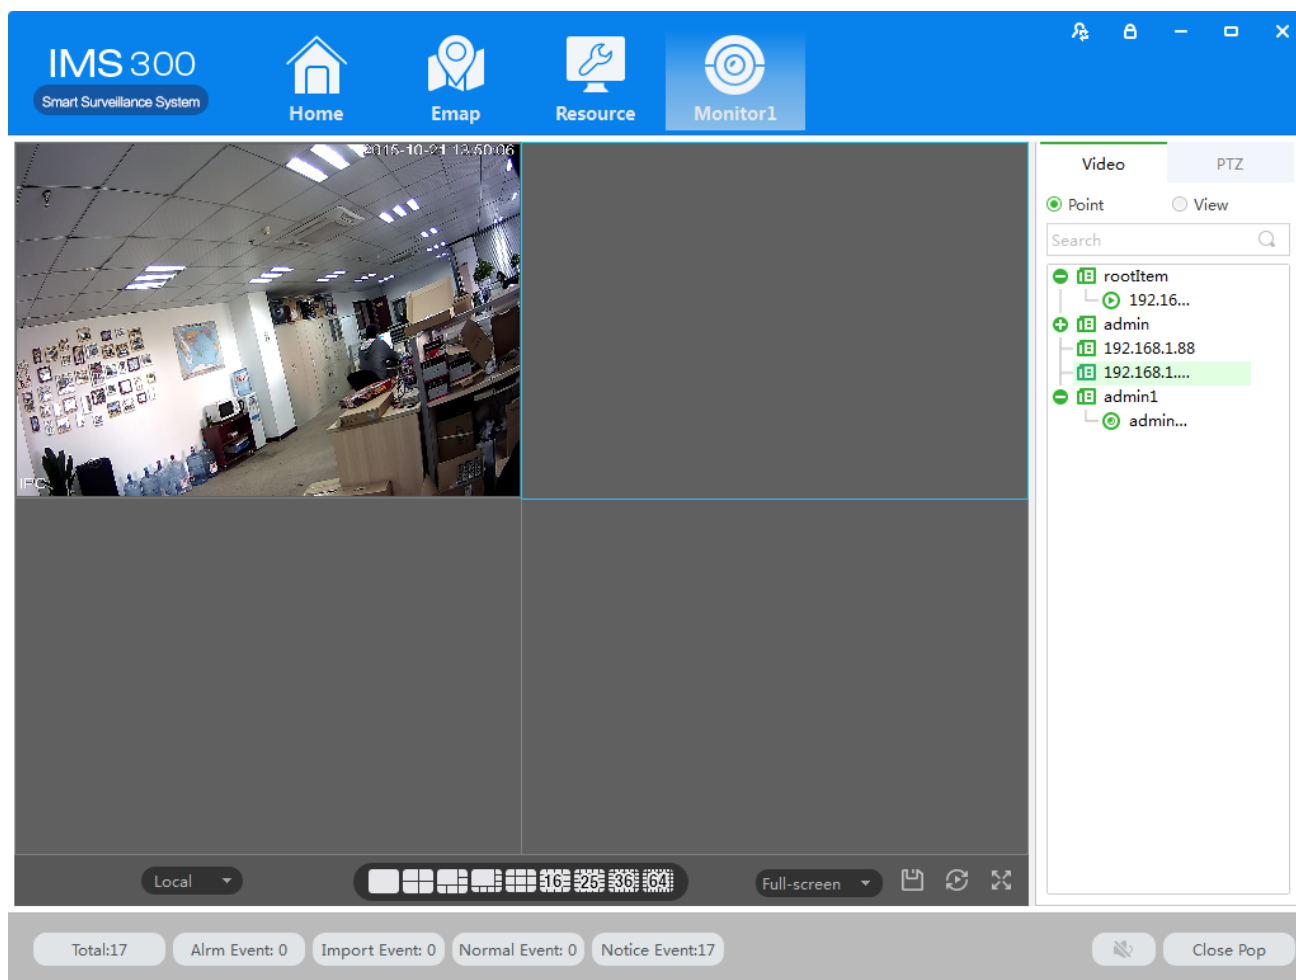 IMS 300
Smart Surveillance System
Home
Emap
Resource
Monitor1
2015-10-21 13:50:06
IPC
Video
PTZ
Point
View
Search
rootItem
192.16...
admin
192.168.1.88
192.168.1....
admin1
admin...
Local
16
25
36
64
Full-screen
Total:17
Alrm Event: 0
Import Event: 0
Normal Event: 0
Notice Event:17
Close Pop